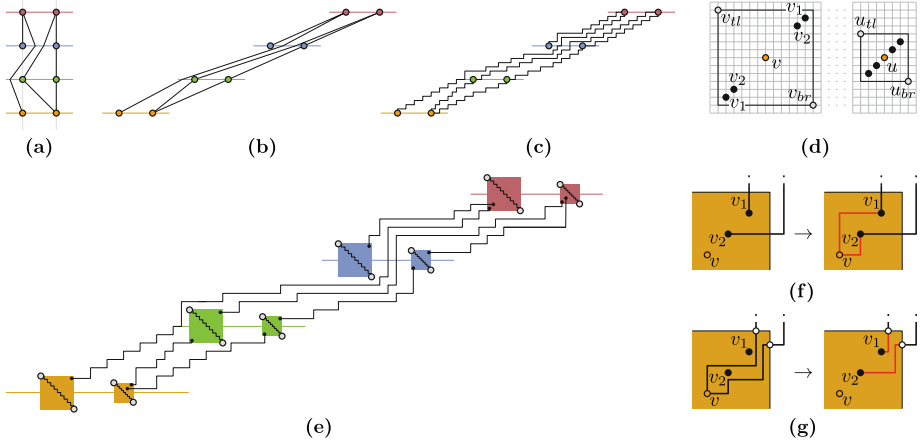 v_tl
v_1
v_2
v
v_2
v_1
v_br
u_tl
u
u_br
(a)
(b)
(c)
(d)
v_1
v_2
v
→
v_1
v_2
v
(f)
v_1
v_2
v
→
v_1
v_2
v
(e)
(g)